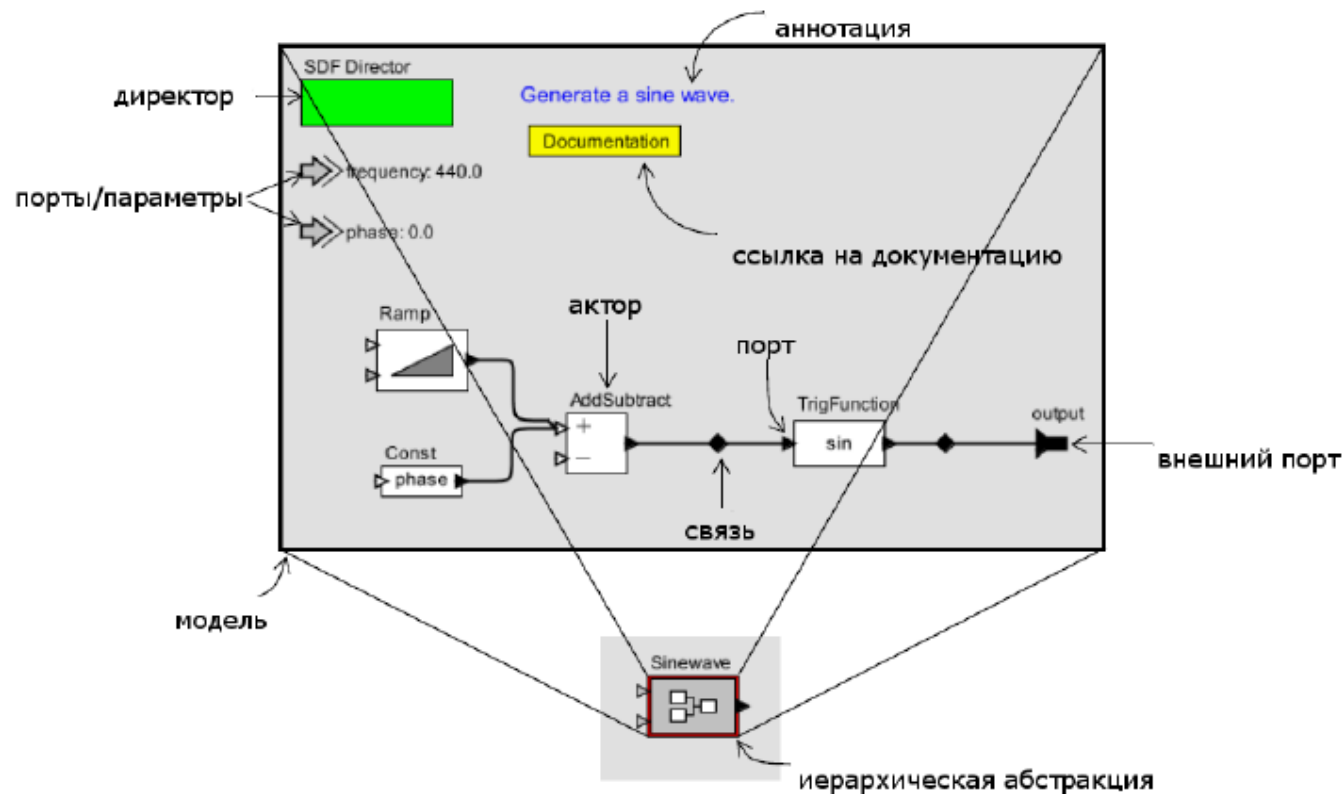 аннотация
SDF Director
директор
Generate a sine wave.
Documentation
frequency: 440.0
порты/параметры
phase: 0.0
ссылка на документацию
актор
Ramp
порт
AddSubtract
TrigFunction
output
+
sin
Const
внешний порт
−
phase
связь
модель
Sinewave
иерархическая абстракция